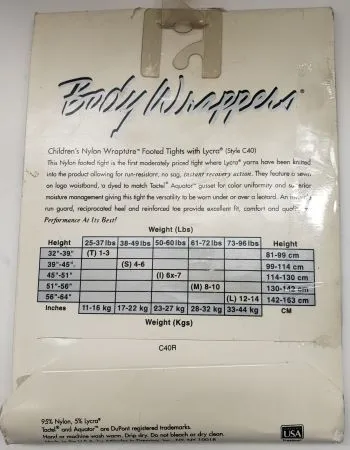 Body Wrappers®
Children's Nylon Wrapture™ Footed Tights with Lycra® (Style C40)
This Nylon footed tight is the first moderately priced tight where Lycra® yarns have been knitted
into the product allowing for run-resistant, no sag, instant recovery action. They feature a sewn
on logo waistband, a dyed to match Tactel® Aquator™ gusset for color uniformity and superior
moisture management giving this tight the versatility to be worn under or over a leotard. An
run guard, reciprocated heel and reinforced toe provide excellent fit, comfort and quality.
Performance At Its Best!
Weight (Lbs)
Height 25-37 lbs 38-49 lbs 50-60 lbs 61-72 lbs 73-96 lbs Height
32"-39" (T) 1-3 81-99 cm
39"-45" (S) 4-6 99-114 cm
45"-51" (I) 6x-7 114-130 cm
51"-56" (M) 8-10 130-142 cm
56"-64" (L) 12-14 142-163 cm
Inches 11-16 kg 17-22 kg 23-27 kg 28-32 kg 33-44 kg CM
Weight (Kgs)
C40R
95% Nylon, 5% Lycra®
Tactel® and Aquator™ are DuPont registered trademarks.
Hand or machine wash warm. Drip dry. Do not bleach or dry clean.
USA